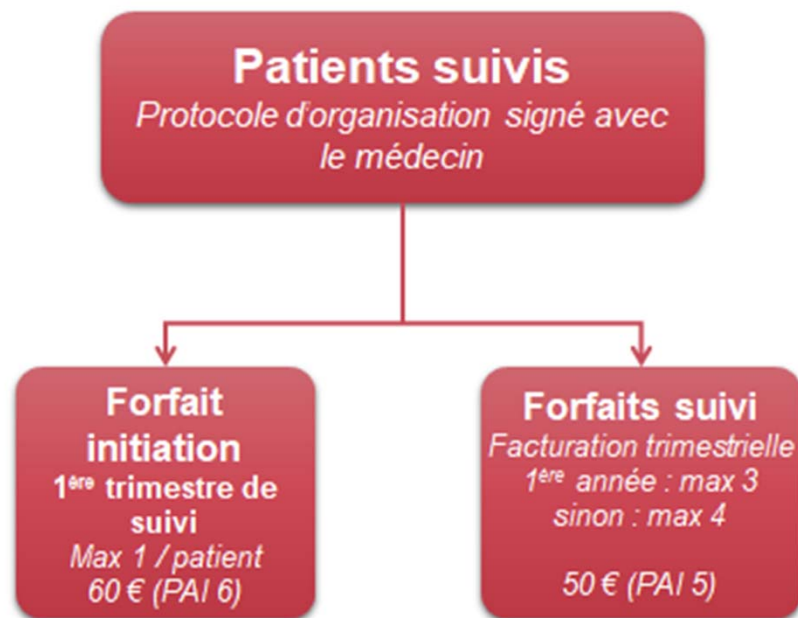 Patients suivis
Protocole d'organisation signé avec
le médecin
Forfait
initiation
1ère trimestre de
suivi
Max 1 / patient
60 € (PAI 6)
Forfaits suivi
Facturation trimestrielle
1ère année : max 3
sinon : max 4
50 € (PAI 5)